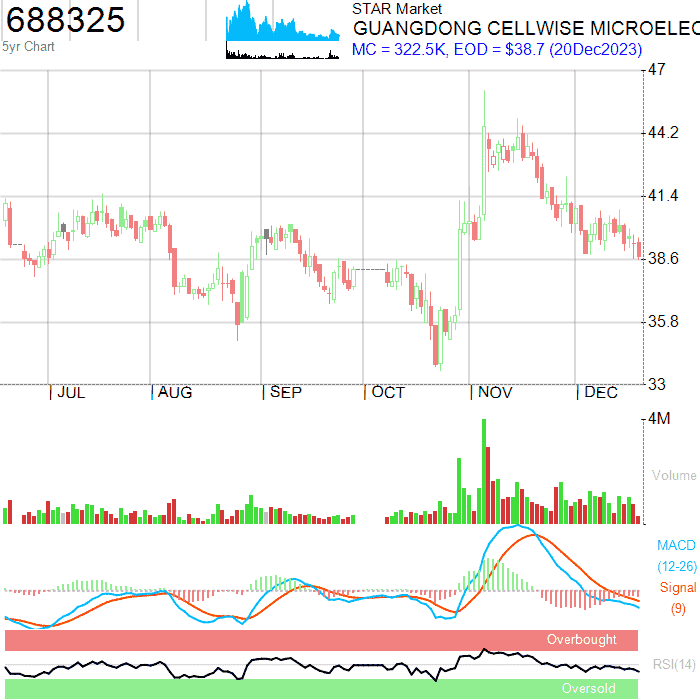 688325
5yr Chart
STAR Market
GUANGDONG CELLWISE MICROELEC
MC = 322.5K, EOD = $38.7 (20Dec2023)
47
44.2
41.4
38.6
35.8
33
JUL AUG SEP OCT NOV DEC
4M
Volume
MACD
(12-26)
Signal
(9)
Overbought
RSI(14)
Oversold